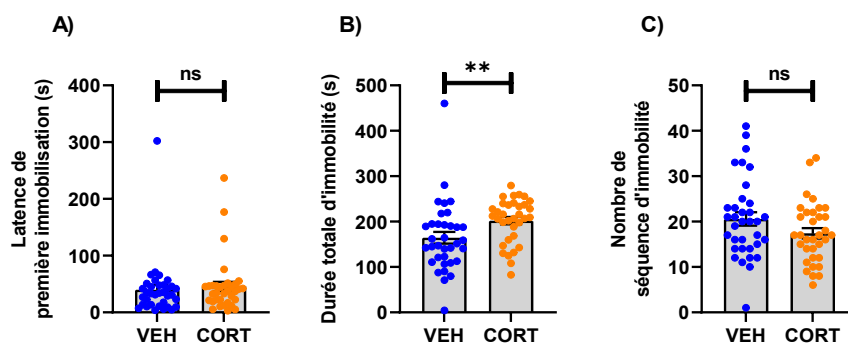 A)
ns
Latence de
première immobilisation (s)
400
300
200
100
0
VEH CORT
B)
**
Durée totale d'immobilité (s)
500
400
300
200
100
0
VEH CORT
C)
ns
Nombre de
séquence d'immobilité
50
40
30
20
10
0
VEH CORT